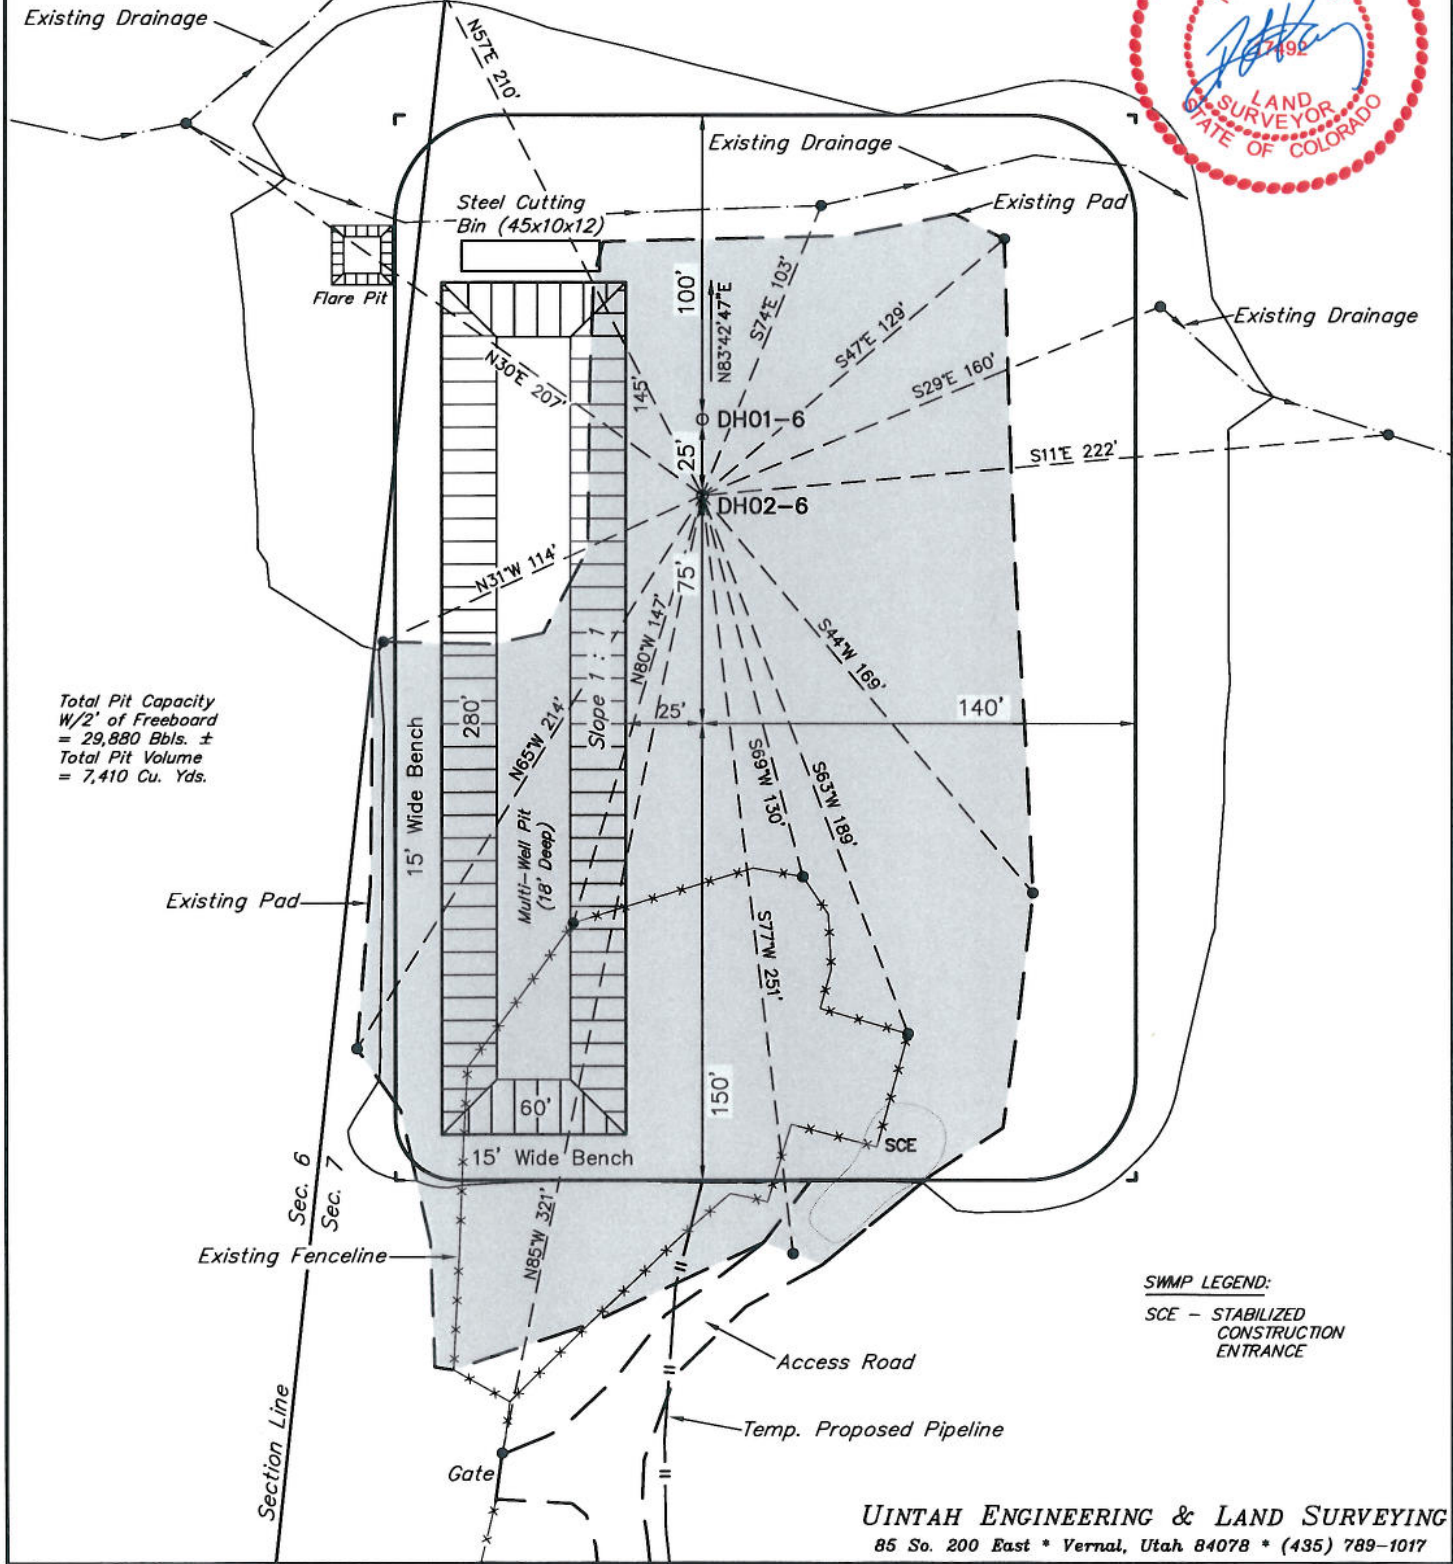 Existing Drainage
N57°E 210'
47492
LAND
SURVEYOR
STATE OF COLORADO
Existing Drainage
Steel Cutting
Bin (45x10x12)
Existing Pad
Flare Pit
100'
N83°42'47"E
S74°E 103'
S47°E 129'
Existing Drainage
N30°E 207'
145'
S29°E 160'
DH01-6
25'
S11°E 222'
DH02-6
N31°W 114'
75'
N80°W 147'
S44°W 169'
Total Pit Capacity
W/2' of Freeboard
= 29,880 Bbls. ±
Total Pit Volume
= 7,410 Cu. Yds.
280'
Slope 1 : 1
25'
140'
15' Wide Bench
N65°W 214'
S69°W 130'
S63°W 189'
Multi-Well Pit
(18' Deep)
Existing Pad
S77°W 251'
150'
60'
SCE
15' Wide Bench
Sec. 6
Sec. 7
N85°W 321'
Existing Fenceline
SWMP LEGEND:
SCE - STABILIZED
CONSTRUCTION
ENTRANCE
Access Road
Section Line
Temp. Proposed Pipeline
Gate
UINTAH ENGINEERING & LAND SURVEYING
85 So. 200 East * Vernal, Utah 84078 * (435) 789-1017